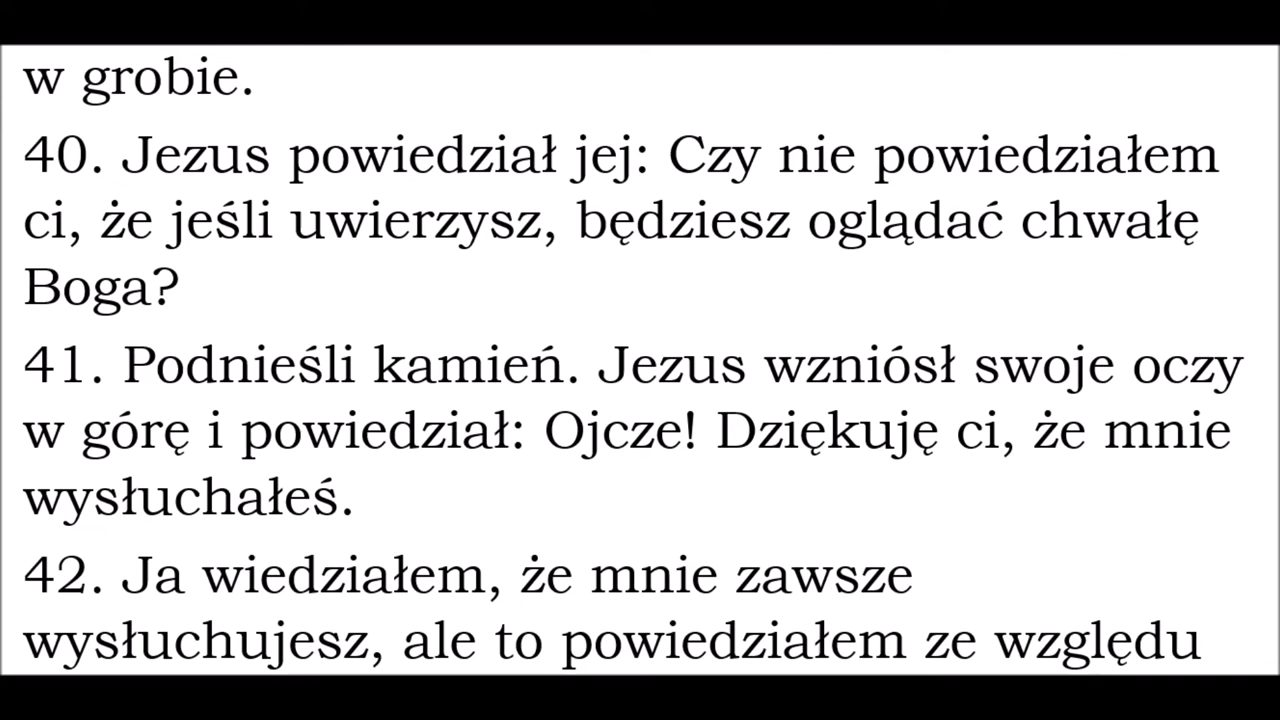 w grobie.
40. Jezus powiedział jej: Czy nie powiedziałem
ci, że jeśli uwierzysz, będziesz oglądać chwałę
Boga?
41. Podnieśli kamień. Jezus wzniósł swoje oczy
w górę i powiedział: Ojcze! Dziękuję ci, że mnie
wysłuchałeś.
42. Ja wiedziałem, że mnie zawsze
wysłuchujesz, ale to powiedziałem ze względu